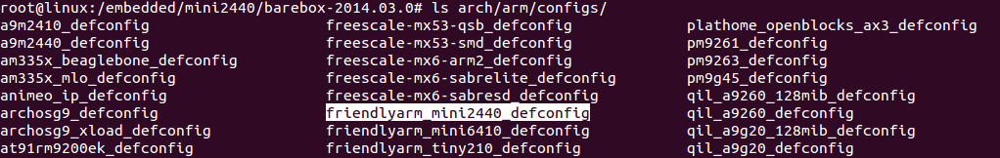 root@linux:/embedded/mini2440/barebox-2014.03.0# ls arch/arm/configs/
a9m2410_defconfig freescale-mx53-qsb_defconfig plathome_openblocks_ax3_defconfig
a9m2440_defconfig freescale-mx53-smd_defconfig pm9261_defconfig
am335x_beaglebone_defconfig freescale-mx6-arm2_defconfig pm9263_defconfig
am335x_mlo_defconfig freescale-mx6-sabrelite_defconfig pm9g45_defconfig
animeo_ip_defconfig freescale-mx6-sabresd_defconfig qil_a9260_128mib_defconfig
archosg9_defconfig friendlyarm_mini2440_defconfig qil_a9260_defconfig
archosg9_xload_defconfig friendlyarm_mini6410_defconfig qil_a9g20_128mib_defconfig
at91rm9200ek_defconfig friendlyarm_tiny210_defconfig qil_a9g20_defconfig